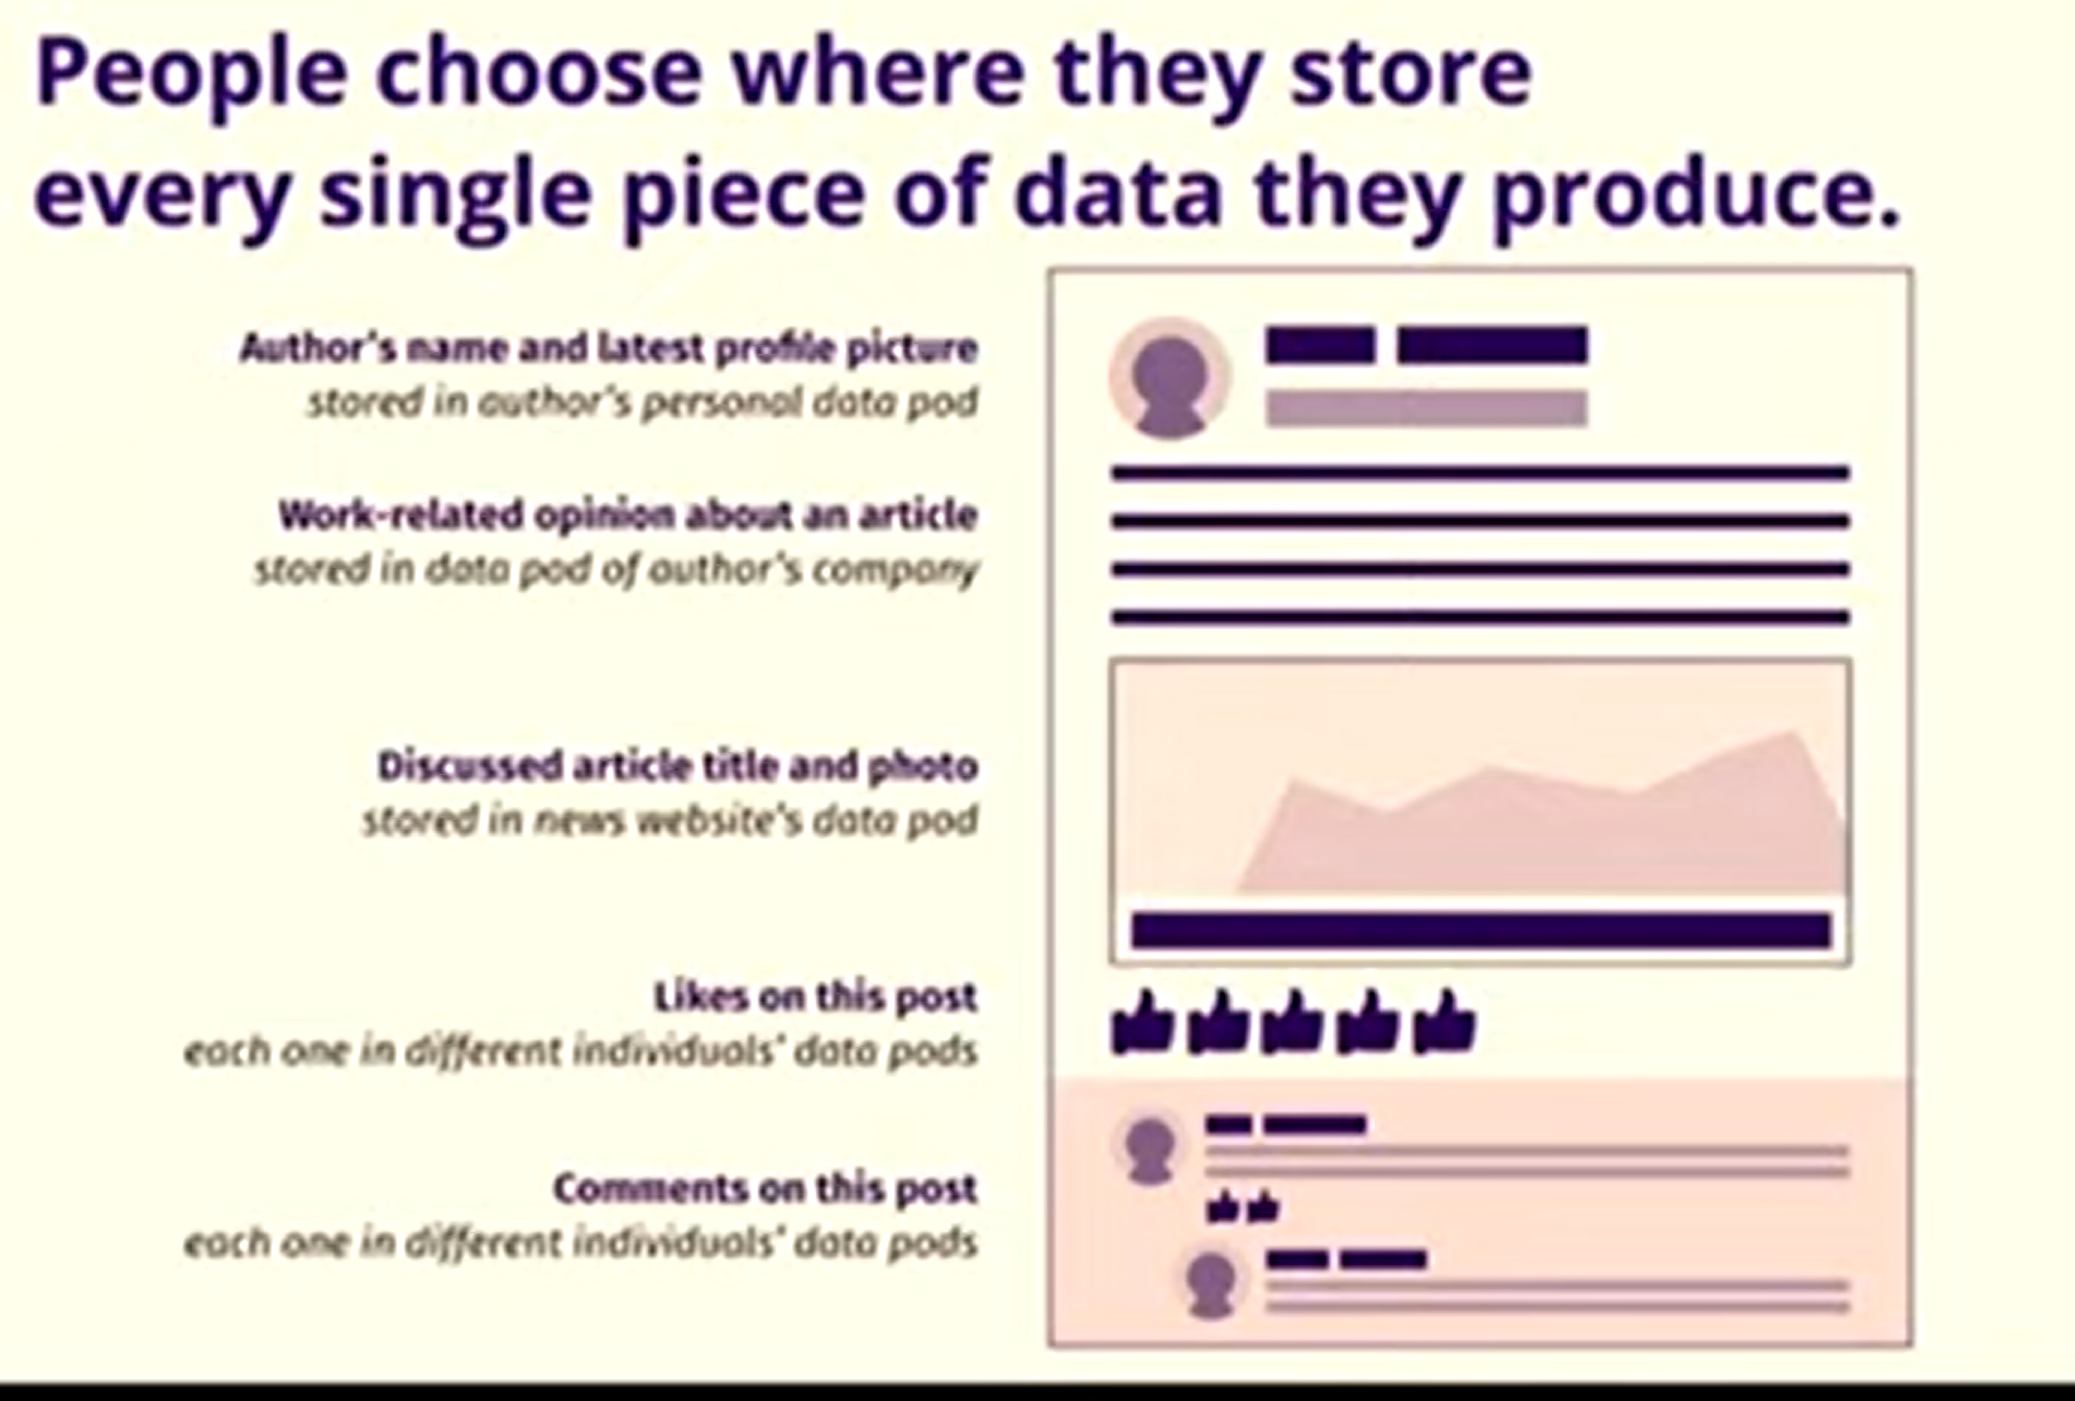 People choose where they store
every single piece of data they produce.
Author's name and latest profile picture
stored in author's personal data pod
Work-related opinion about an article
stored in data pod of author's company
Discussed article title and photo
stored in news website's data pod
Likes on this post
each one in different individuals' data pods
Comments on this post
each one in different individuals' data pods